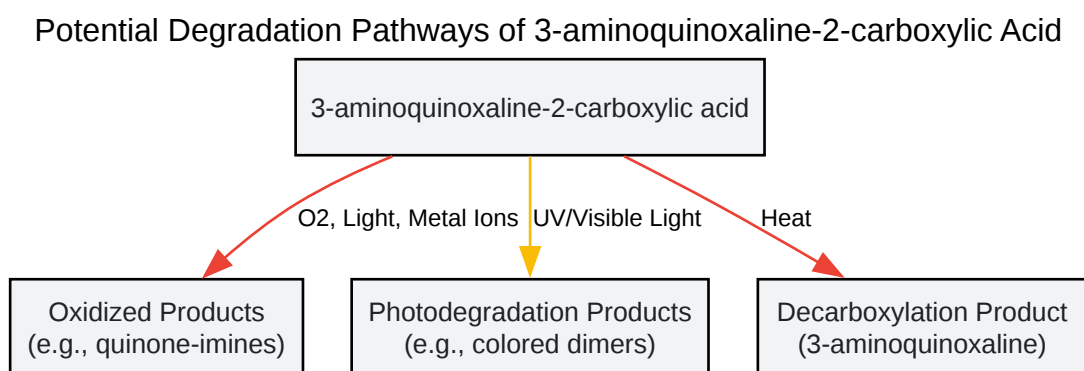 Potential Degradation Pathways of 3-aminoquinoxaline-2-carboxylic Acid
3-aminoquinoxaline-2-carboxylic acid
O2, Light, Metal Ions
UV/Visible Light
Heat
Oxidized Products
(e.g., quinone-imines)
Photodegradation Products
(e.g., colored dimers)
Decarboxylation Product
(3-aminoquinoxaline)